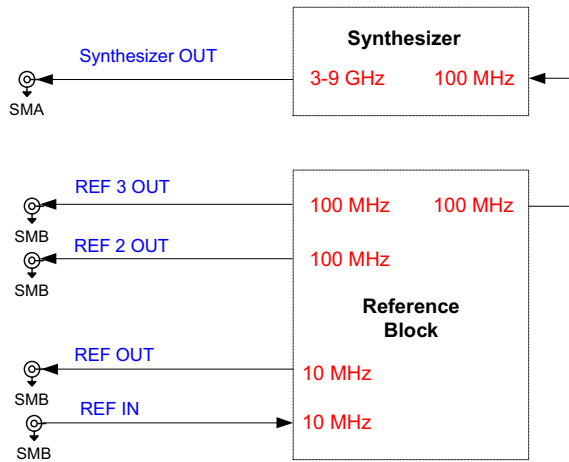 Synthesizer
Synthesizer OUT
3-9 GHz 100 MHz
SMA
REF 3 OUT
100 MHz 100 MHz
SMB
REF 2 OUT
100 MHz
SMB
Reference
Block
REF OUT
10 MHz
SMB
REF IN
10 MHz
SMB